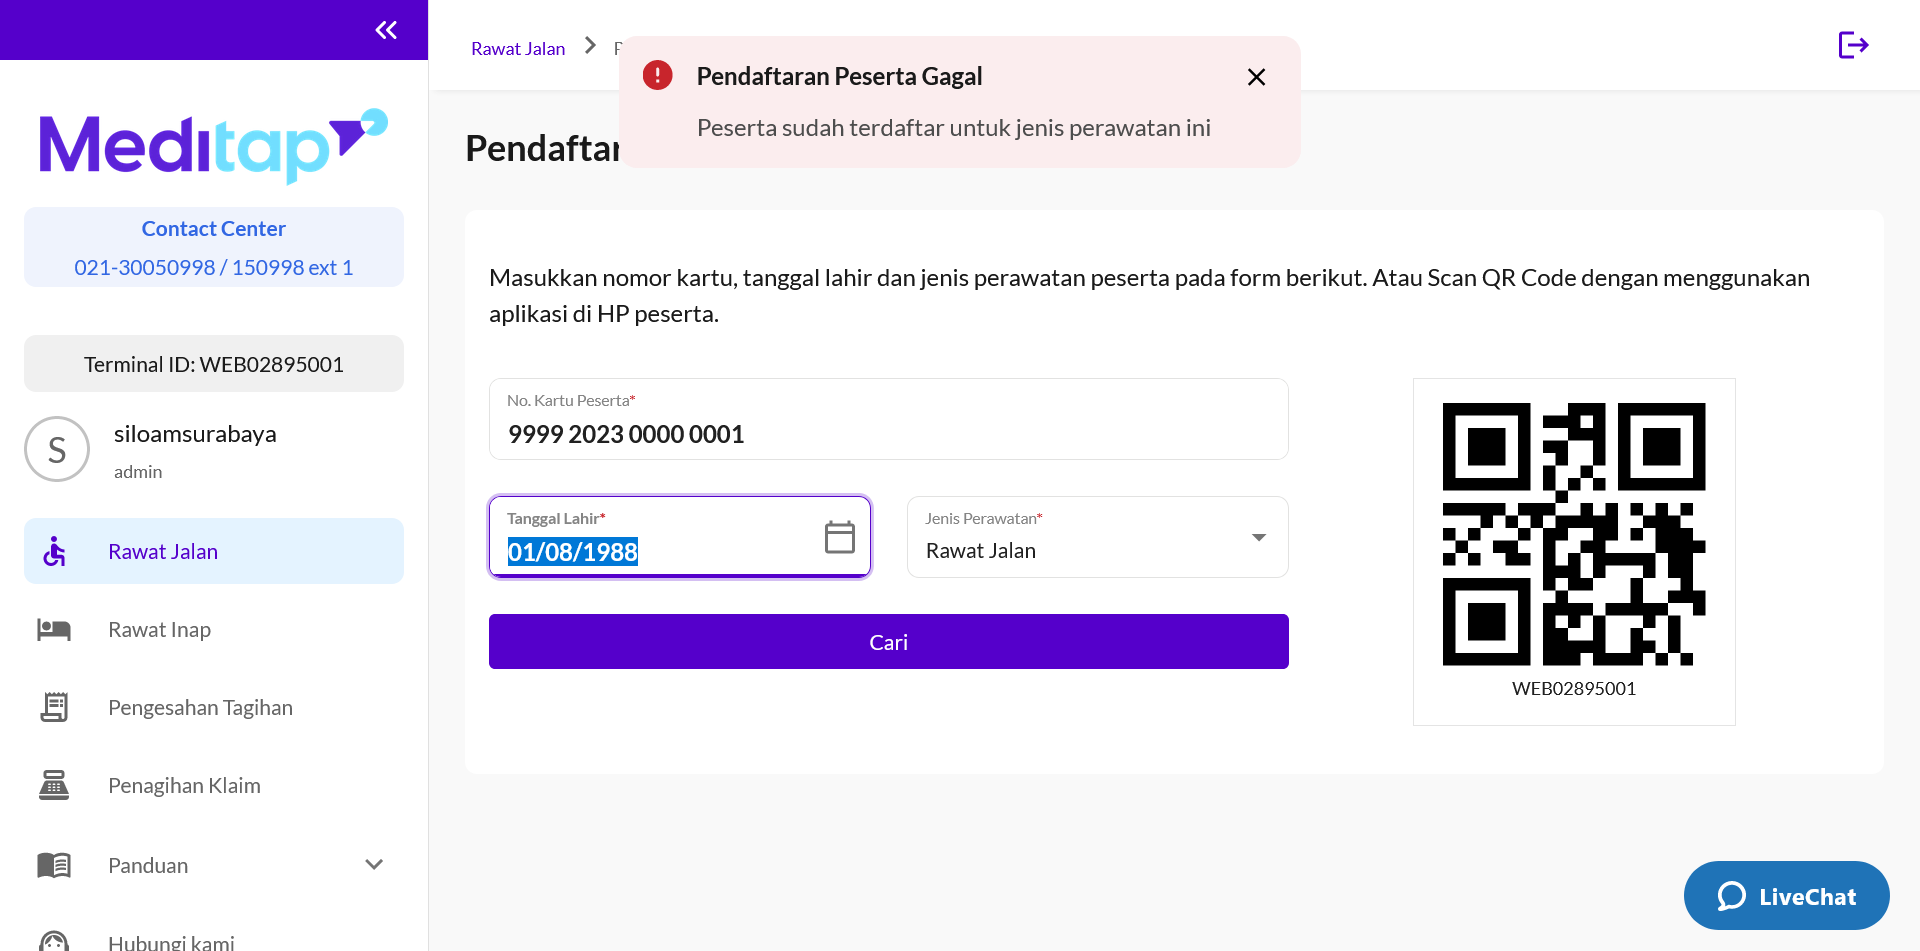 Rawat Jalan
Pendaftaran Peserta Gagal
Peserta sudah terdaftar untuk jenis perawatan ini
Meditap
Contact Center
021-30050998 / 150998 ext 1
Terminal ID: WEB02895001
S
siloamsurabaya
admin
Rawat Jalan
Rawat Inap
Pengesahan Tagihan
Penagihan Klaim
Panduan
Hubungi kami
Masukkan nomor kartu, tanggal lahir dan jenis perawatan peserta pada form berikut. Atau Scan QR Code dengan menggunakan
aplikasi di HP peserta.
No. Kartu Peserta*
9999 2023 0000 0001
Tanggal Lahir*
01/08/1988
Jenis Perawatan*
Rawat Jalan
Cari
WEB02895001
LiveChat